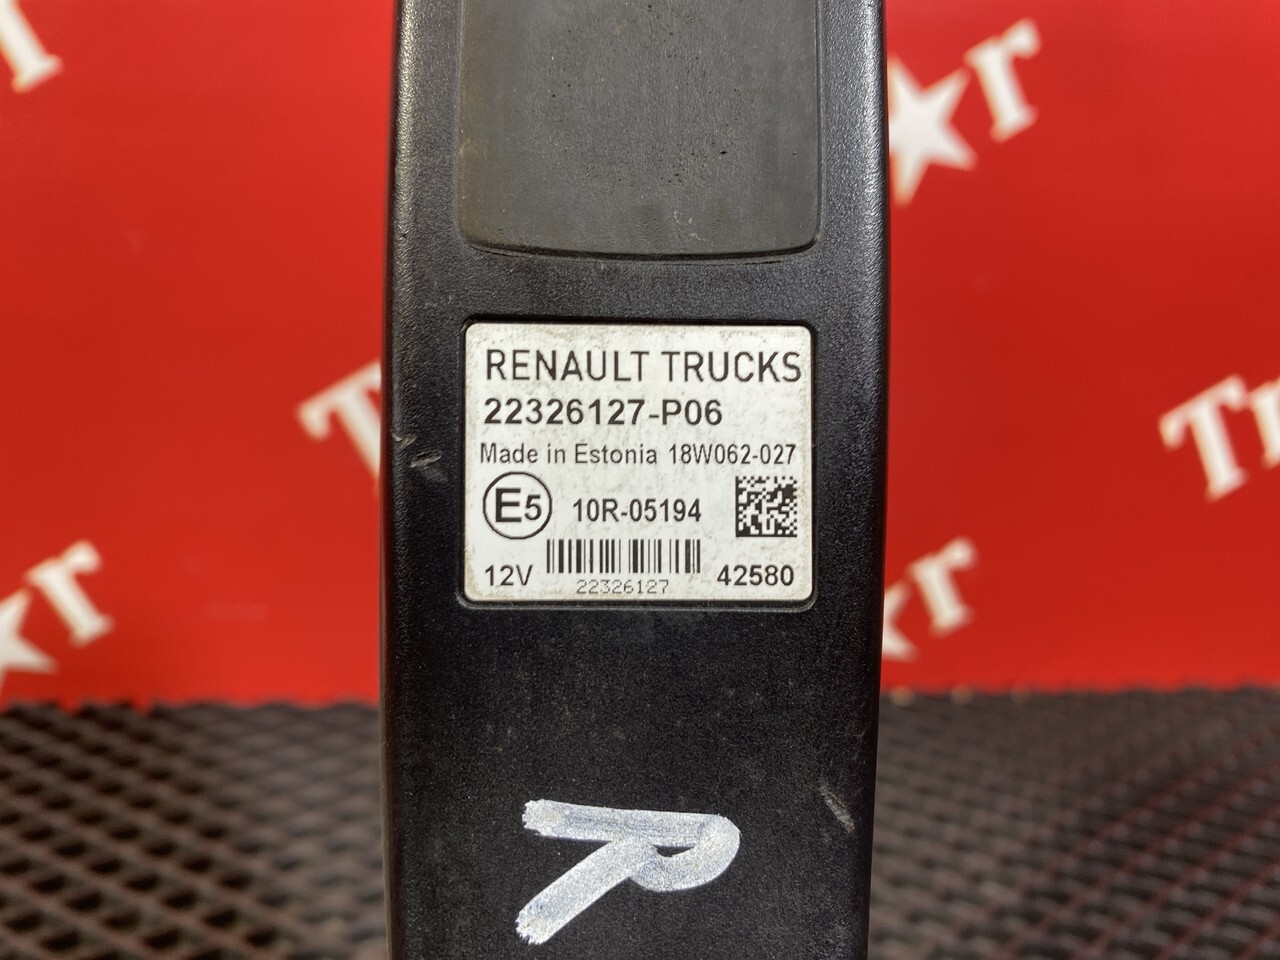 RENAULT TRUCKS
22326127-P06
Made in Estonia 18W062-027
E5 10R-05194
12V 22326127 42580